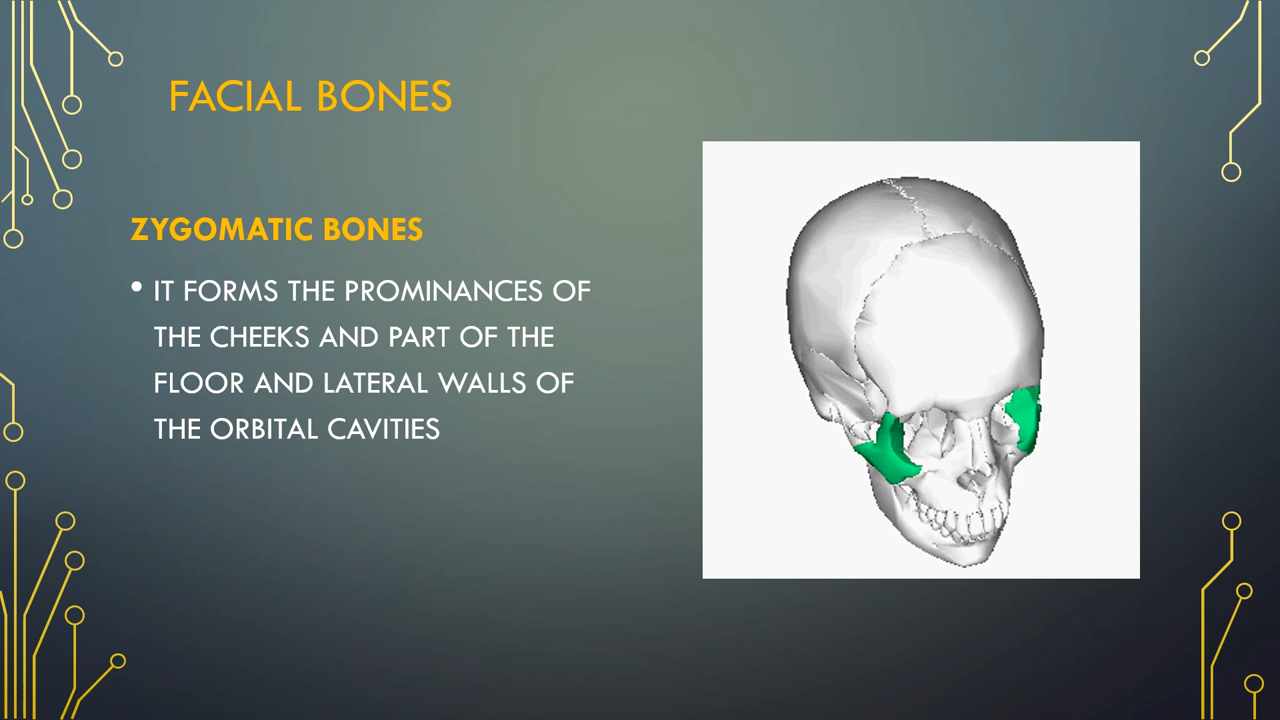 FACIAL BONES
ZYGOMATIC BONES
• IT FORMS THE PROMINANCES OF
THE CHEEKS AND PART OF THE
FLOOR AND LATERAL WALLS OF
THE ORBITAL CAVITIES